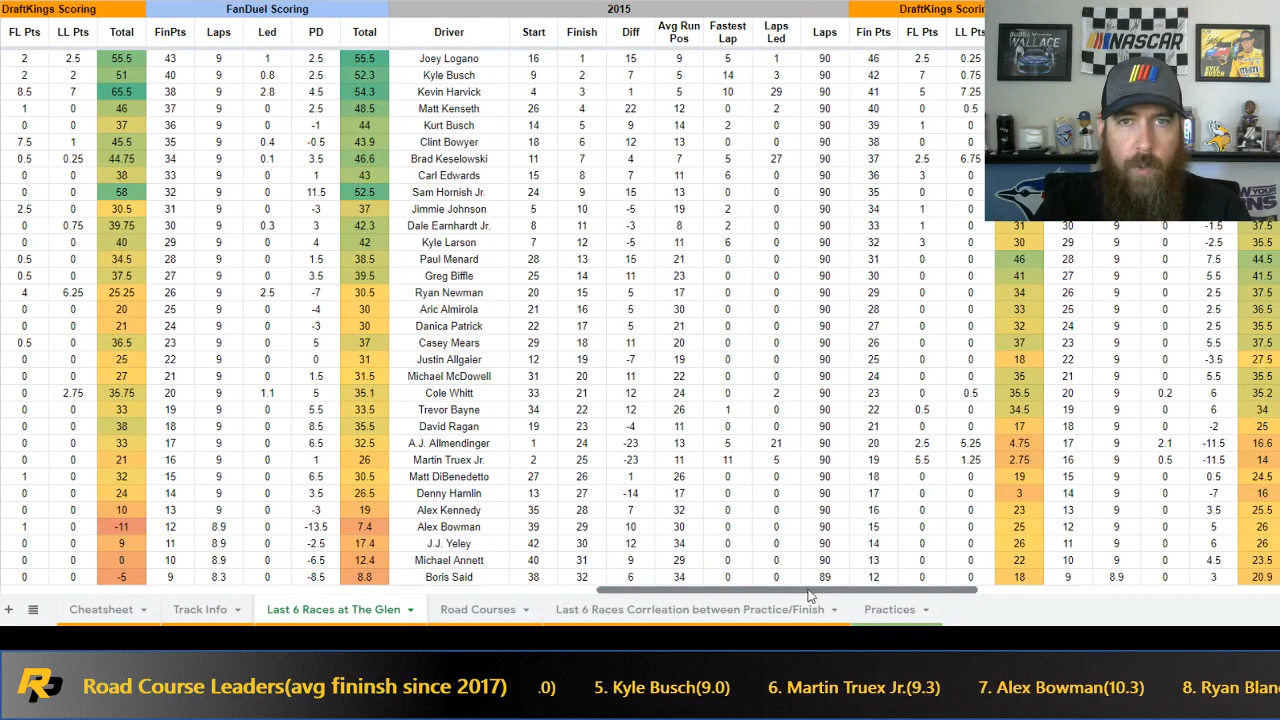 DraftKings Scoring FanDuel Scoring 2015 DraftKings Scorin
FL Pts LL Pts Total FinPts Laps Led PD Total Driver Start Finish Diff Avg Run Pos Fastest Lap Laps Led Laps Fin Pts FL Pts LL Pts
2 2.5 55.5 43 9 1 2.5 55.5 Joey Logano 16 1 15 9 5 1 90 46 2.5 0.25
2 2 51 40 9 0.8 2.5 52.3 Kyle Busch 9 2 7 5 14 3 90 42 7 0.75
8.5 7 65.5 38 9 2.8 4.5 54.3 Kevin Harvick 4 3 1 5 10 29 90 41 5 7.25
1 0 46 37 9 0 2.5 48.5 Matt Kenseth 26 4 22 12 0 2 90 40 0 0.5
0 0 37 36 9 0 -1 44 Kurt Busch 14 5 9 14 2 0 90 39 1 0
7.5 1 45.5 35 9 0.4 -0.5 43.9 Clint Bowyer 18 6 12 13 0 0 90 38 0 0
0.5 0.25 44.75 34 9 0.1 3.5 46.6 Brad Keselowski 11 7 4 7 5 27 90 37 2.5 6.75
0 0 38 33 9 0 1 43 Carl Edwards 15 8 7 11 6 0 90 36 3 0
0 0 58 32 9 0 11.5 52.5 Sam Hornish Jr. 24 9 15 13 0 0 90 35 0 0
2.5 0 30.5 31 9 0 -3 37 Jimmie Johnson 5 10 -5 19 2 0 90 34 1 0
0 0.75 39.75 30 9 0.3 3 42.3 Dale Earnhardt Jr. 8 11 -3 8 2 0 90 33 1 0 31 30 9 0 -1.5 37.5
0 0 40 29 9 0 4 42 Kyle Larson 7 12 -5 11 6 0 90 32 3 0 30 29 9 0 -2.5 35.5
0.5 0 34.5 28 9 0 1.5 38.5 Paul Menard 28 13 15 21 0 0 90 31 0 0 46 28 9 0 7.5 44.5
0.5 0 37.5 27 9 0 3.5 39.5 Greg Biffle 25 14 11 23 0 0 90 30 0 0 41 27 9 0 5.5 41.5
4 6.25 25.25 26 9 2.5 -7 30.5 Ryan Newman 20 15 5 17 0 0 90 29 0 0 34 26 9 0 2.5 37.5
0 0 20 25 9 0 -4 30 Aric Almirola 21 16 5 30 0 0 90 28 0 0 33 25 9 0 2.5 36.5
0 0 21 24 9 0 -3 30 Danica Patrick 22 17 5 21 0 0 90 27 0 0 32 24 9 0 2.5 35.5
0.5 0 36.5 23 9 0 5 37 Casey Mears 29 18 11 20 0 0 90 26 0 0 37 23 9 0 5.5 37.5
0 0 25 22 9 0 0 31 Justin Allgaier 12 19 -7 19 0 0 90 25 0 0 18 22 9 0 -3.5 27.5
0 0 27 21 9 0 1.5 31.5 Michael McDowell 31 20 11 22 0 0 90 24 0 0 35 21 9 0 5.5 35.5
0 2.75 35.75 20 9 1.1 5 35.1 Cole Whitt 33 21 12 24 0 2 90 23 0 0.5 35.5 20 9 0.2 6 35.2
0 0 33 19 9 0 5.5 33.5 Trevor Bayne 34 22 12 26 1 0 90 22 0.5 0 34.5 19 9 0 6 34
0 0 38 18 9 0 8.5 35.5 David Ragan 19 23 -4 11 0 0 90 21 0 0 17 18 9 0 -2 25
0 0 33 17 9 0 6.5 32.5 A.J. Allmendinger 1 24 -23 13 5 21 90 20 2.5 5.25 4.75 17 9 2.1 -11.5 16.6
0 0 21 16 9 0 1 26 Martin Truex Jr. 2 25 -23 11 11 5 90 19 5.5 1.25 2.75 16 9 0.5 -11.5 14
1 0 32 15 9 0 6.5 30.5 Matt DiBenedetto 27 26 1 26 0 0 90 18 0 0 19 15 9 0 0.5 24.5
0 0 24 14 9 0 3.5 26.5 Denny Hamlin 13 27 -14 17 0 0 90 17 0 0 3 14 9 0 -7 16
0 0 10 13 9 0 -3 19 Alex Kennedy 35 28 7 32 0 0 90 16 0 0 23 13 9 0 3.5 25.5
1 0 -11 12 8.9 0 -13.5 7.4 Alex Bowman 39 29 10 30 0 0 90 15 0 0 25 12 9 0 5 26
0 0 9 11 8.9 0 -2.5 17.4 J.J. Yeley 42 30 12 34 0 0 90 14 0 0 26 11 9 0 6 26
0 0 0 10 8.9 0 -6.5 12.4 Michael Annett 40 31 9 29 0 0 90 13 0 0 22 10 9 0 4.5 23.5
0 0 -5 9 8.3 0 -8.5 8.8 Boris Said 38 32 6 34 0 0 89 12 0 0 18 9 8.9 0 3 20.9
Cheatsheet Track Info Last 6 Races at The Glen Road Courses Last 6 Races Corrleation between Practice/Finish Practices
RP Road Course Leaders(avg fininsh since 2017) .0) 5. Kyle Busch(9.0) 6. Martin Truex Jr.(9.3) 7. Alex Bowman(10.3) 8. Ryan Blan
BUBBA WALLACE
NASCAR
KYLE BUSCH